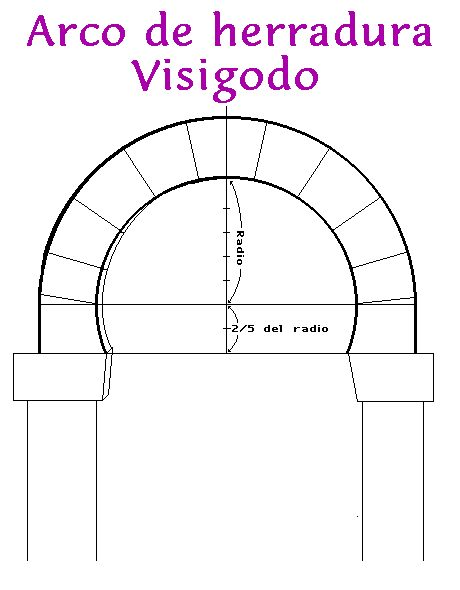 Arco de herradura
Visigodo
Radio
2/5 del radio